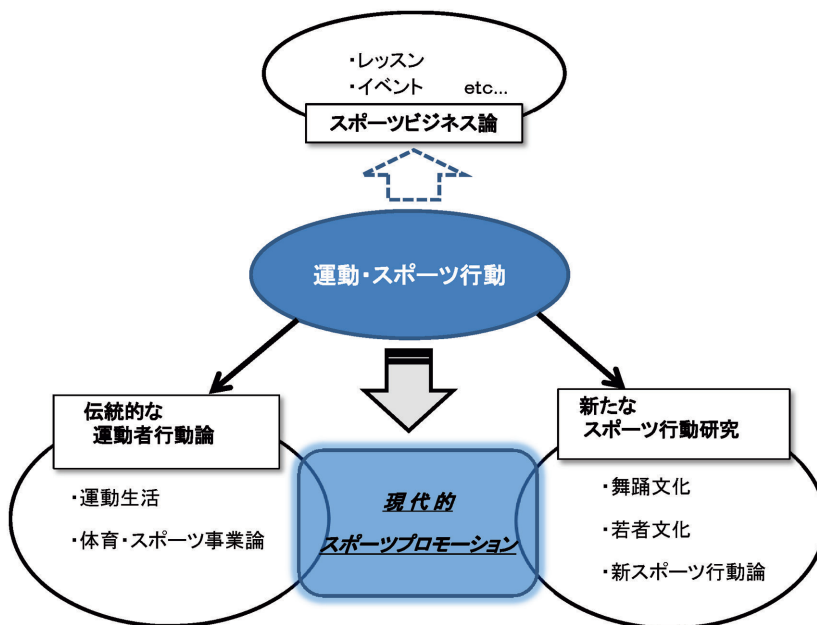 ・レッスン
・イベント etc...
スポーツビジネス論
運動・スポーツ行動
伝統的な
運動者行動論
・運動生活
・体育・スポーツ事業論
現代的
スポーツプロモーション
新たな
スポーツ行動研究
・舞踊文化
・若者文化
・新スポーツ行動論